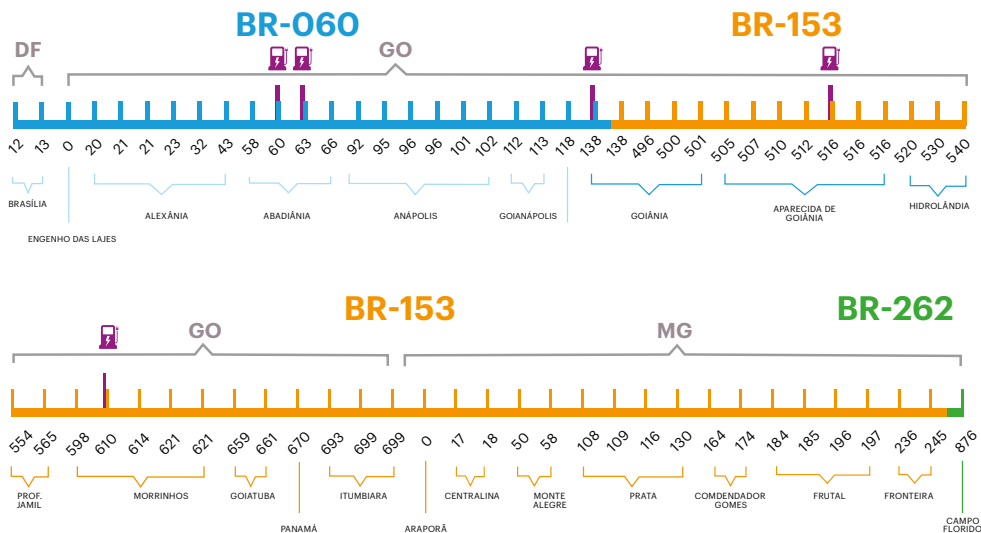 BR-060
BR-153
DF
GO
12 13 0 20 21 21 23 32 43 58 60 63 66 92 95 96 96 101 102 112 113 118 138 138 496 500 501 505 507 510 512 516 516 516 520 530 540
BRASÍLIA
ENGENHO DAS LAJES
ALEXÂNIA
ABADIÂNIA
ANÁPOLIS
GOIANÁPOLIS
GOIÂNIA
APARECIDA DE
GOIÂNIA
HIDROLÂNDIA
BR-153
BR-262
GO
MG
554 565 598 610 614 621 621 659 661 670 693 699 699 0 17 18 50 58 108 109 116 130 164 174 184 185 196 197 236 245 876
PROF.
JAMIL
MORRINHOS
GOIATUBA
PANAMÁ
ITUMBIARA
ARAPORÃ
CENTRALINA
MONTE
ALEGRE
PRATA
COMDENDADOR
GOMES
FRUTAL
FRONTEIRA
CAMPO
FLORIDO